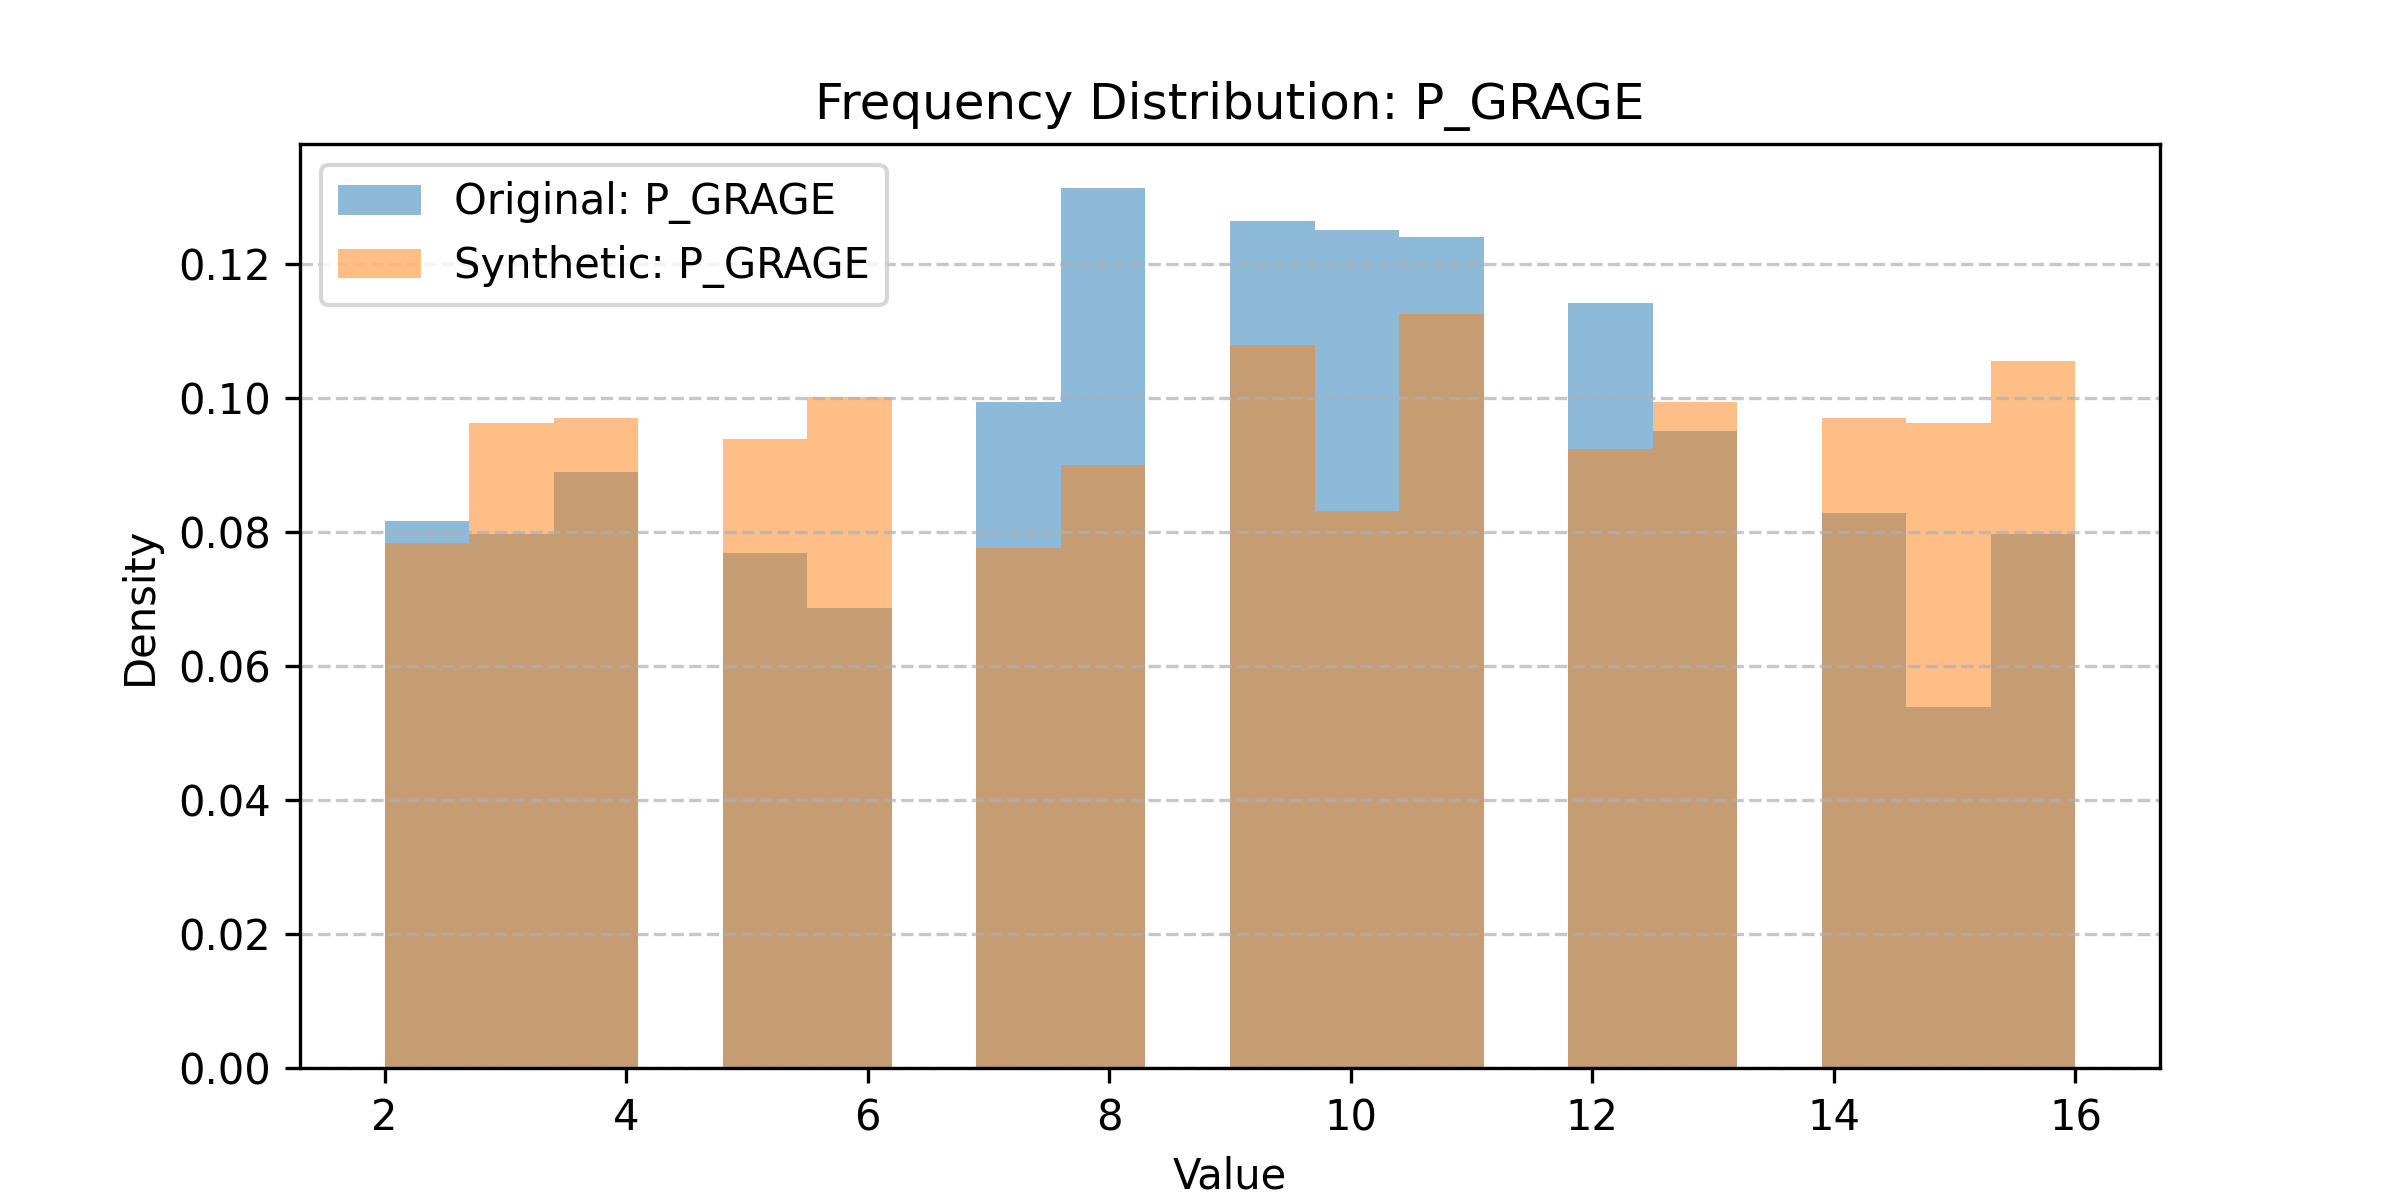 Frequency Distribution: P_GRAGE
Original: P_GRAGE
Synthetic: P_GRAGE
0.12
0.10
0.08
0.06
0.04
0.02
0.00
Density
2 4 6 8 10 12 14 16
Value